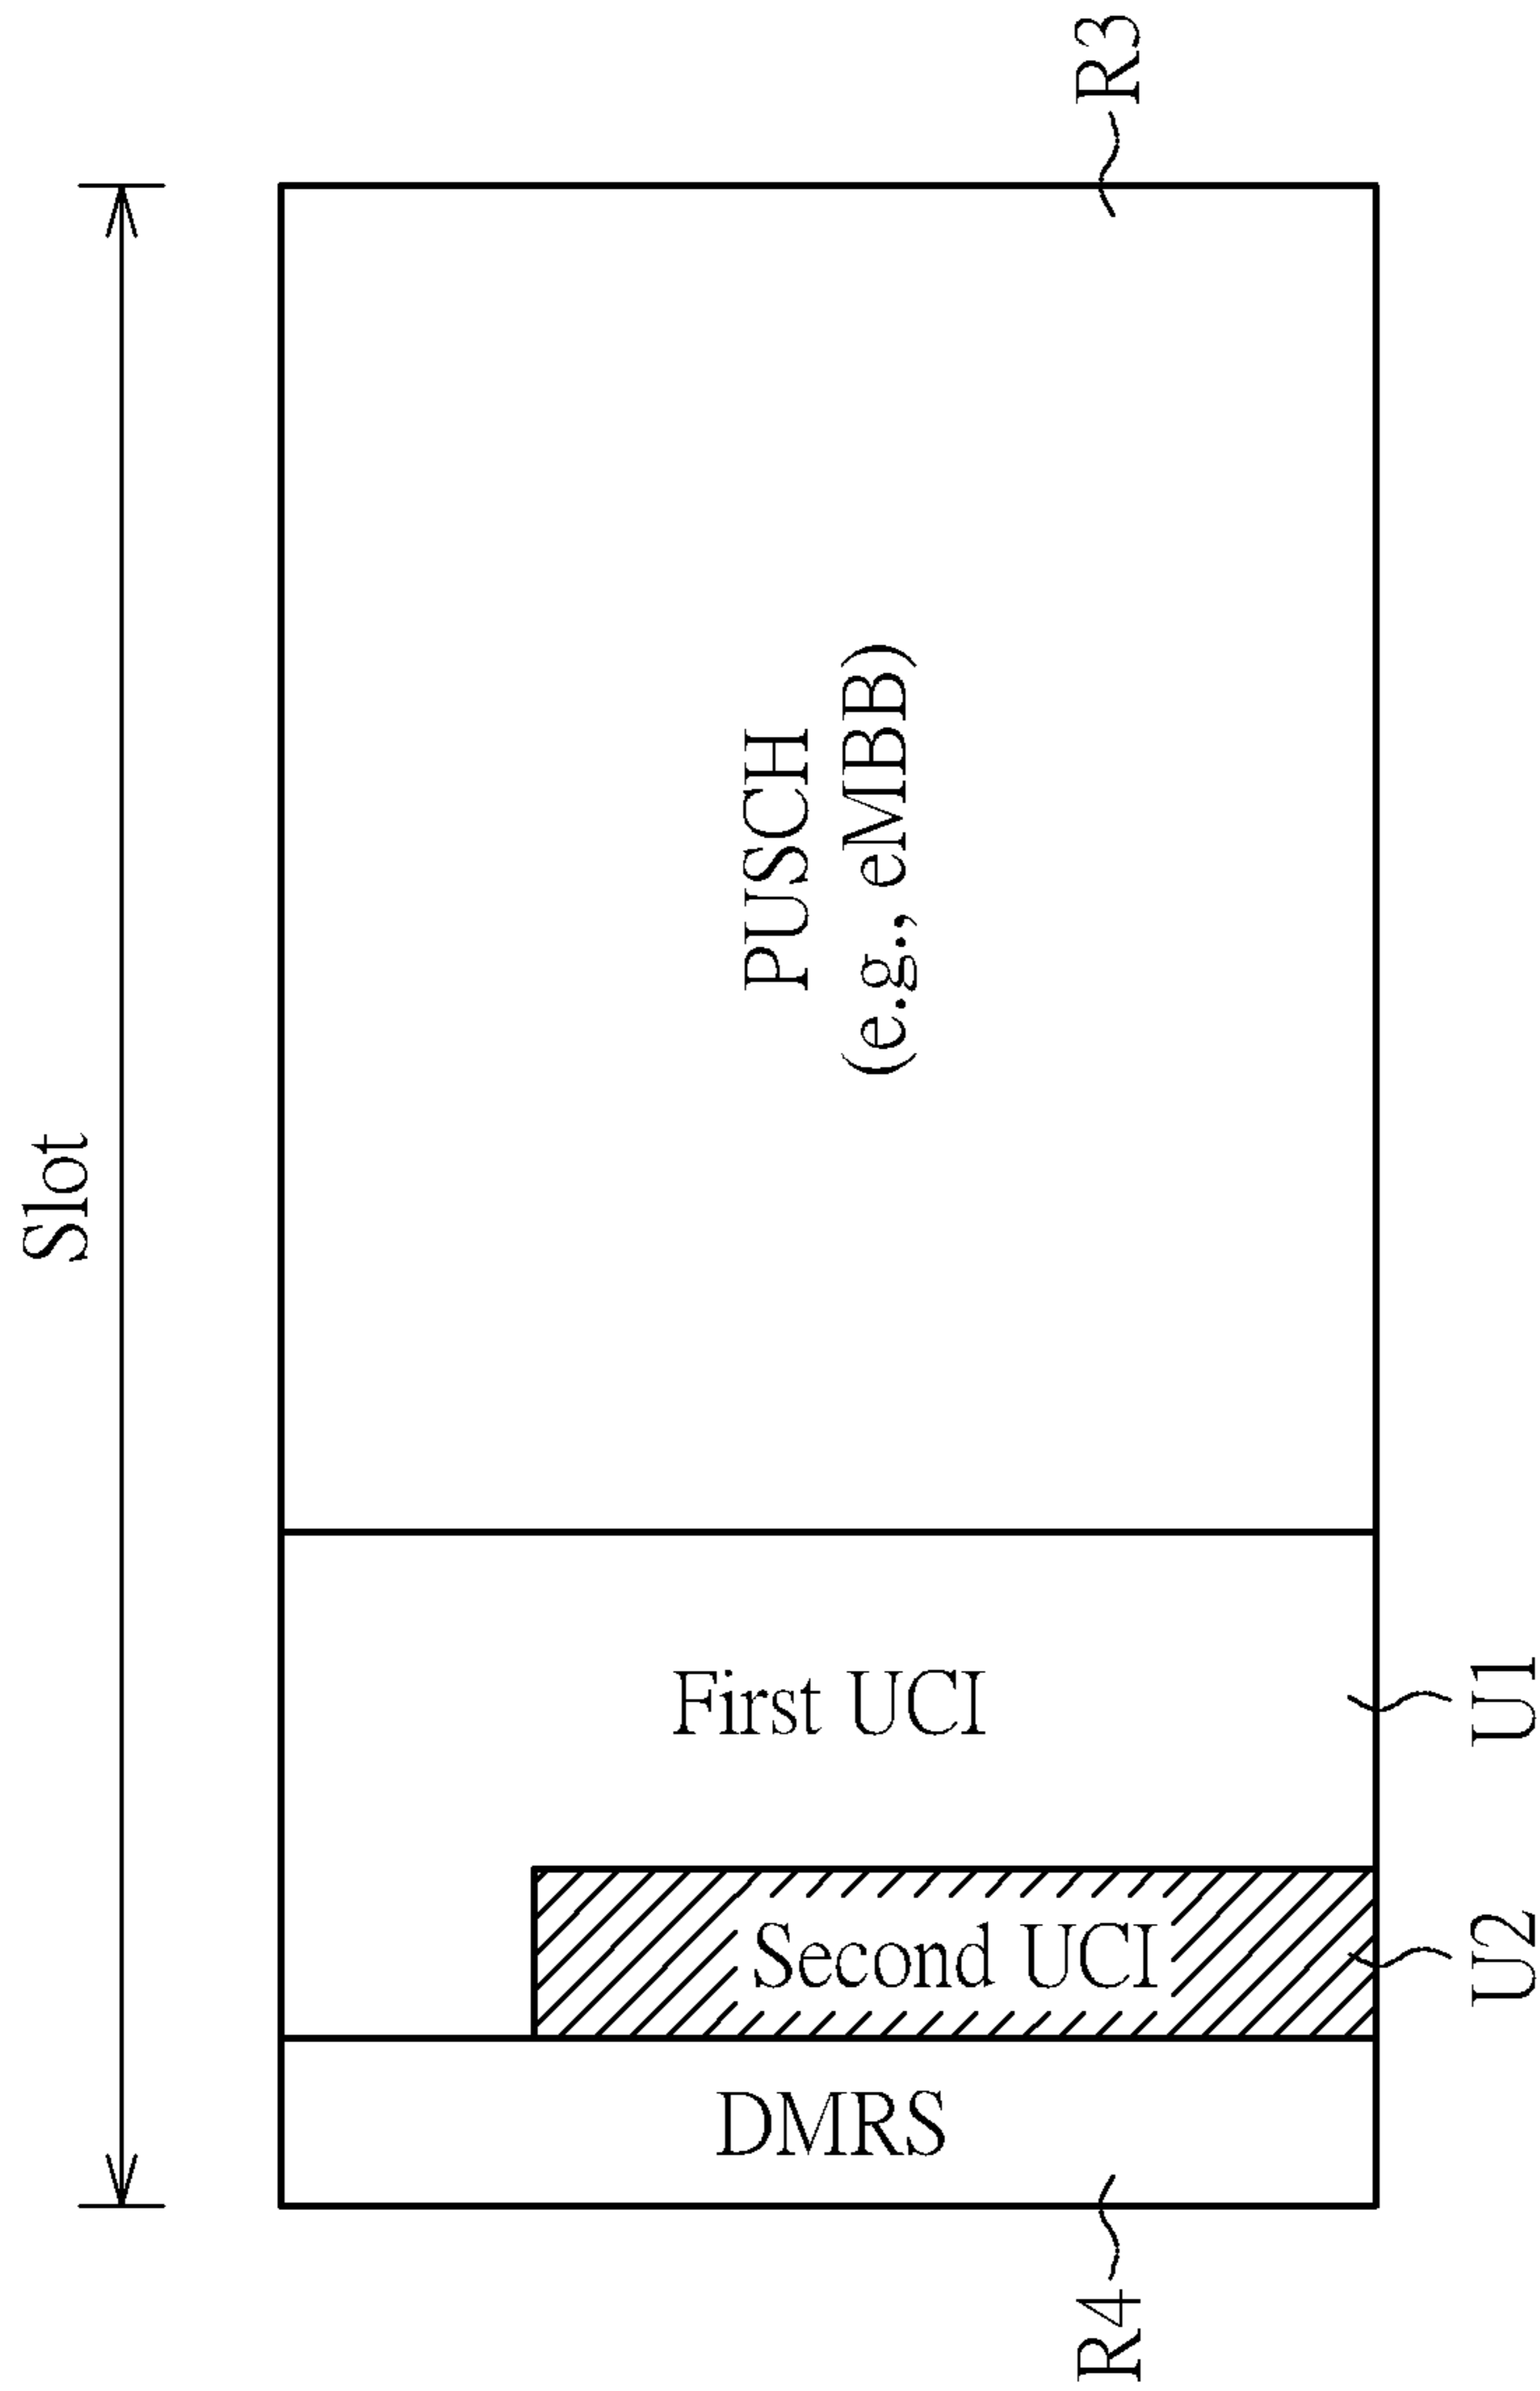 Slot
R4
DMRS
Second UCI
First UCI
PUSCH
(e.g., eMBB)
R3
U2
U1